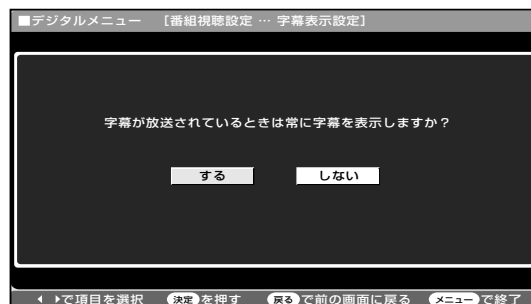 ■デジタルメニュー [番組視聴設定 … 字幕表示設定]
字幕が放送されているときは常に字幕を表示しますか？
する しない
で項目を選択 決定を押す 戻るで前の画面に戻る メニューで終了